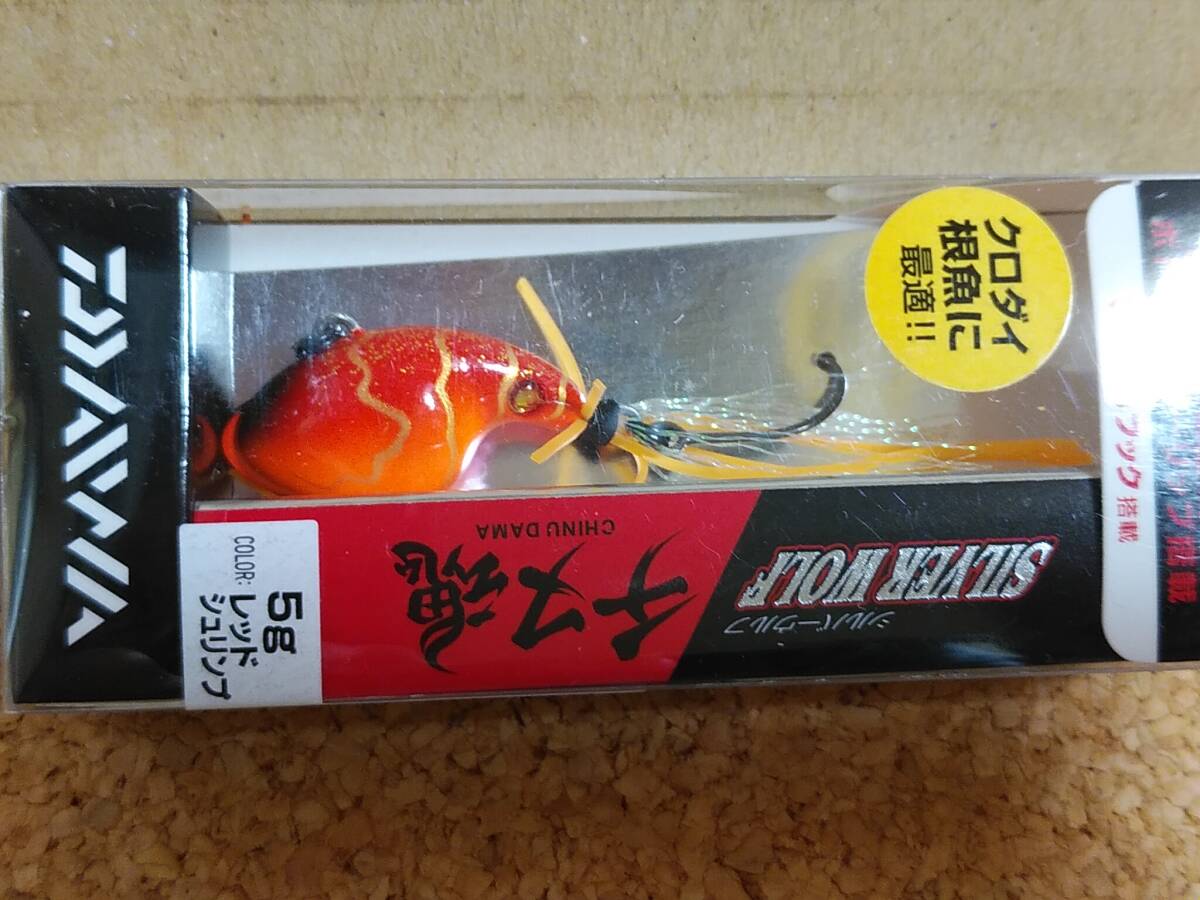 DAIWA
クロダイ
根魚に
最適!!
フック搭載
SILVER WOLF
シルバーウルフ
チヌ魂
CHINU DAMA
5g
COLOR:
レッド
シュリンプ